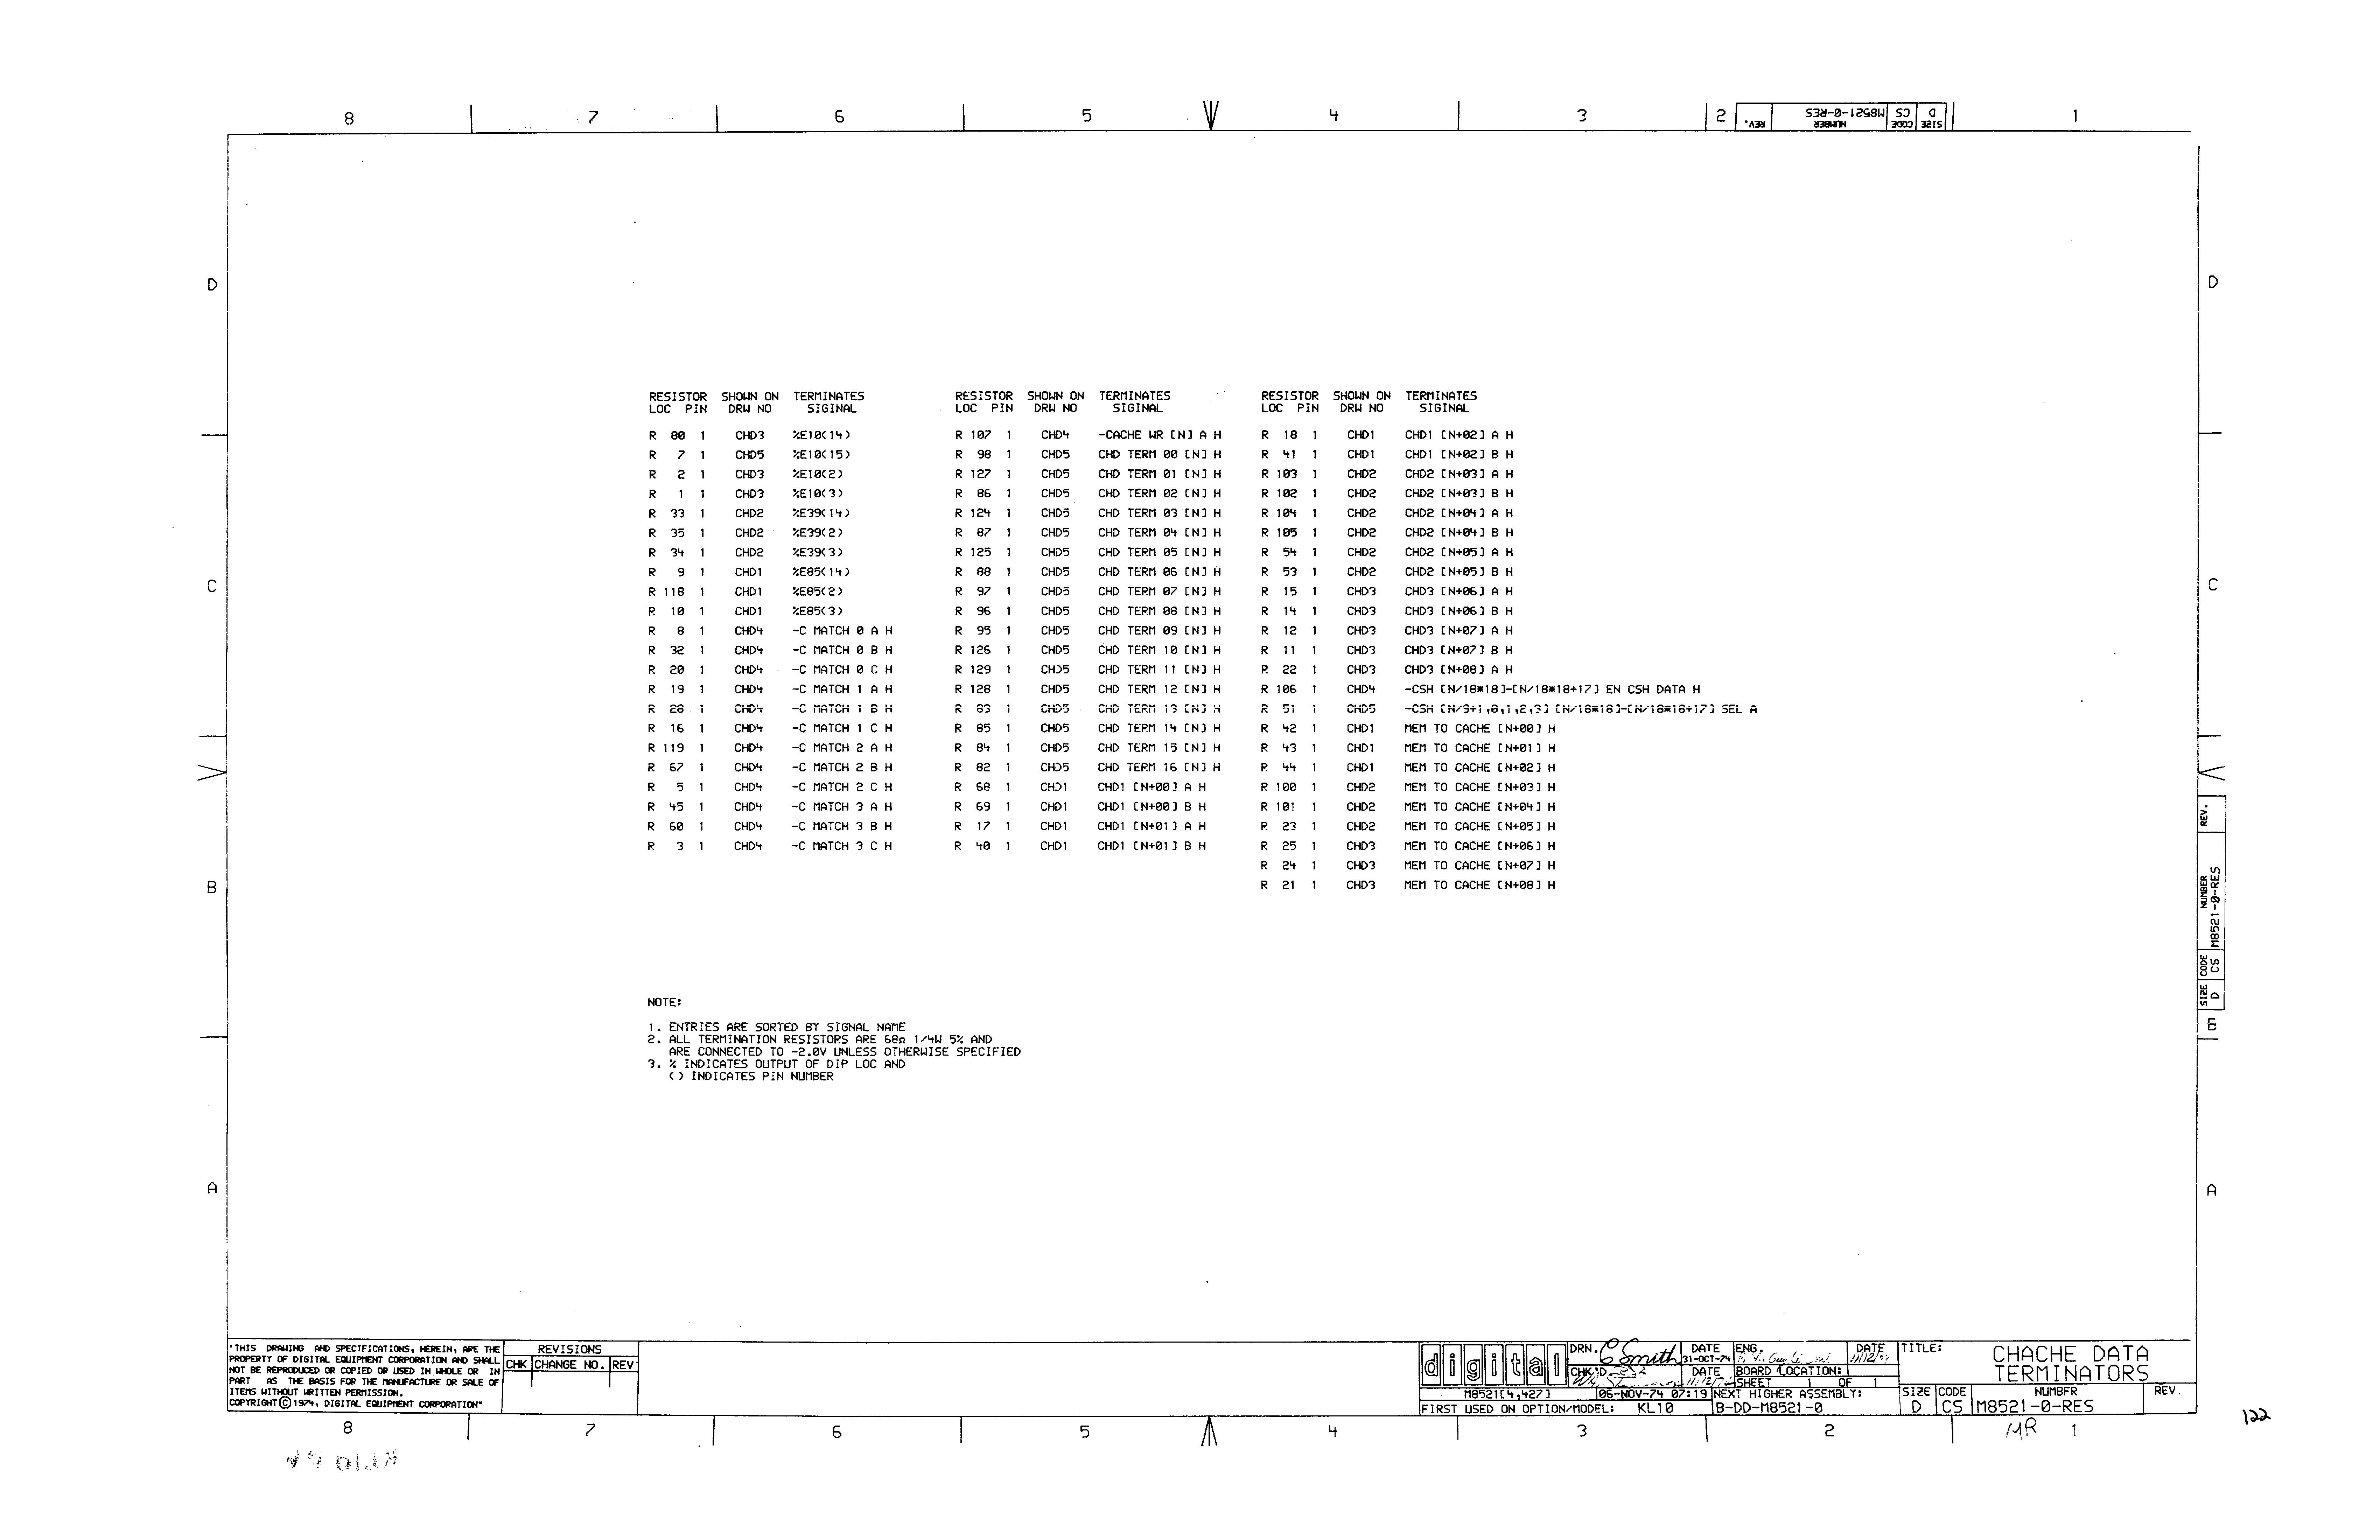 8 7 6 5 4 3 2 1
REV. NUMBER M8521-0-RES CODE CS SIZE D
D D
C C
B
A A
RESISTOR SHOWN ON TERMINATES
LOC PIN DRW NO SIGINAL
R 80 1 CHD3 %E10(14)
R 7 1 CHD5 %E10(15)
R 2 1 CHD3 %E10(2)
R 1 1 CHD3 %E10(3)
R 33 1 CHD2 %E39(14)
R 35 1 CHD2 %E39(2)
R 34 1 CHD2 %E39(3)
R 9 1 CHD1 %E85(14)
R 118 1 CHD1 %E85(2)
R 10 1 CHD1 %E85(3)
R 8 1 CHD4 -C MATCH 0 A H
R 32 1 CHD4 -C MATCH 0 B H
R 20 1 CHD4 -C MATCH 0 C H
R 19 1 CHD4 -C MATCH 1 A H
R 28 1 CHD4 -C MATCH 1 B H
R 16 1 CHD4 -C MATCH 1 C H
R 119 1 CHD4 -C MATCH 2 A H
R 67 1 CHD4 -C MATCH 2 B H
R 5 1 CHD4 -C MATCH 2 C H
R 45 1 CHD4 -C MATCH 3 A H
R 60 1 CHD4 -C MATCH 3 B H
R 3 1 CHD4 -C MATCH 3 C H
RESISTOR SHOWN ON TERMINATES
LOC PIN DRW NO SIGINAL
R 107 1 CHD4 -CACHE WR [N] A H
R 98 1 CHD5 CHD TERM 00 [N] H
R 127 1 CHD5 CHD TERM 01 [N] H
R 86 1 CHD5 CHD TERM 02 [N] H
R 124 1 CHD5 CHD TERM 03 [N] H
R 87 1 CHD5 CHD TERM 04 [N] H
R 125 1 CHD5 CHD TERM 05 [N] H
R 88 1 CHD5 CHD TERM 06 [N] H
R 97 1 CHD5 CHD TERM 07 [N] H
R 96 1 CHD5 CHD TERM 08 [N] H
R 95 1 CHD5 CHD TERM 09 [N] H
R 126 1 CHD5 CHD TERM 10 [N] H
R 129 1 CHD5 CHD TERM 11 [N] H
R 128 1 CHD5 CHD TERM 12 [N] H
R 83 1 CHD5 CHD TERM 13 [N] H
R 85 1 CHD5 CHD TERM 14 [N] H
R 84 1 CHD5 CHD TERM 15 [N] H
R 82 1 CHD5 CHD TERM 16 [N] H
R 68 1 CHD1 CHD1 [N+00] A H
R 69 1 CHD1 CHD1 [N+00] B H
R 17 1 CHD1 CHD1 [N+01] A H
R 40 1 CHD1 CHD1 [N+01] B H
RESISTOR SHOWN ON TERMINATES
LOC PIN DRW NO SIGINAL
R 18 1 CHD1 CHD1 [N+02] A H
R 41 1 CHD1 CHD1 [N+02] B H
R 103 1 CHD2 CHD2 [N+03] A H
R 102 1 CHD2 CHD2 [N+03] B H
R 104 1 CHD2 CHD2 [N+04] A H
R 105 1 CHD2 CHD2 [N+04] B H
R 54 1 CHD2 CHD2 [N+05] A H
R 53 1 CHD2 CHD2 [N+05] B H
R 15 1 CHD3 CHD3 [N+06] A H
R 14 1 CHD3 CHD3 [N+06] B H
R 12 1 CHD3 CHD3 [N+07] A H
R 11 1 CHD3 CHD3 [N+07] B H
R 22 1 CHD3 CHD3 [N+08] A H
R 106 1 CHD4 -CSH [N/18*18]-[N/18*18+17] EN CSH DATA H
R 51 1 CHD5 -CSH [N/9+1,0,1,2,3] [N/18*18]-[N/18*18+17] SEL A
R 42 1 CHD1 MEM TO CACHE [N+00] H
R 43 1 CHD1 MEM TO CACHE [N+01] H
R 44 1 CHD1 MEM TO CACHE [N+02] H
R 100 1 CHD2 MEM TO CACHE [N+03] H
R 101 1 CHD2 MEM TO CACHE [N+04] H
R 23 1 CHD2 MEM TO CACHE [N+05] H
R 25 1 CHD3 MEM TO CACHE [N+06] H
R 24 1 CHD3 MEM TO CACHE [N+07] H
R 21 1 CHD3 MEM TO CACHE [N+08] H
NOTE:
1. ENTRIES ARE SORTED BY SIGNAL NAME
2. ALL TERMINATION RESISTORS ARE 68Ω 1/4W 5% AND
ARE CONNECTED TO -2.0V UNLESS OTHERWISE SPECIFIED
3. % INDICATES OUTPUT OF DIP LOC AND
() INDICATES PIN NUMBER
SIZE D CODE CS NUMBER M8521-0-RES REV.
"THIS DRAWING AND SPECIFICATIONS, HEREIN, ARE THE
PROPERTY OF DIGITAL EQUIPMENT CORPORATION AND SHALL
NOT BE REPRODUCED OR COPIED OR USED IN WHOLE OR IN
PART AS THE BASIS FOR THE MANUFACTURE OR SALE OF
ITEMS WITHOUT WRITTEN PERMISSION.
COPYRIGHT © 1974, DIGITAL EQUIPMENT CORPORATION"
REVISIONS
CHK CHANGE NO. REV
digital
DRN. C Smith DATE 31-OCT-74
CHK'D DATE
ENG. DATE
BOARD LOCATION:
SHEET 1 OF 1
M8521[4,427] 06-NOV-74 07:19 NEXT HIGHER ASSEMBLY:
FIRST USED ON OPTION/MODEL: KL10 B-DD-M8521-0
TITLE: CHACHE DATA
TERMINATORS
SIZE CODE NUMBER REV.
D CS M8521-0-RES
8 7 6 5 4 3 2 MR 1
122